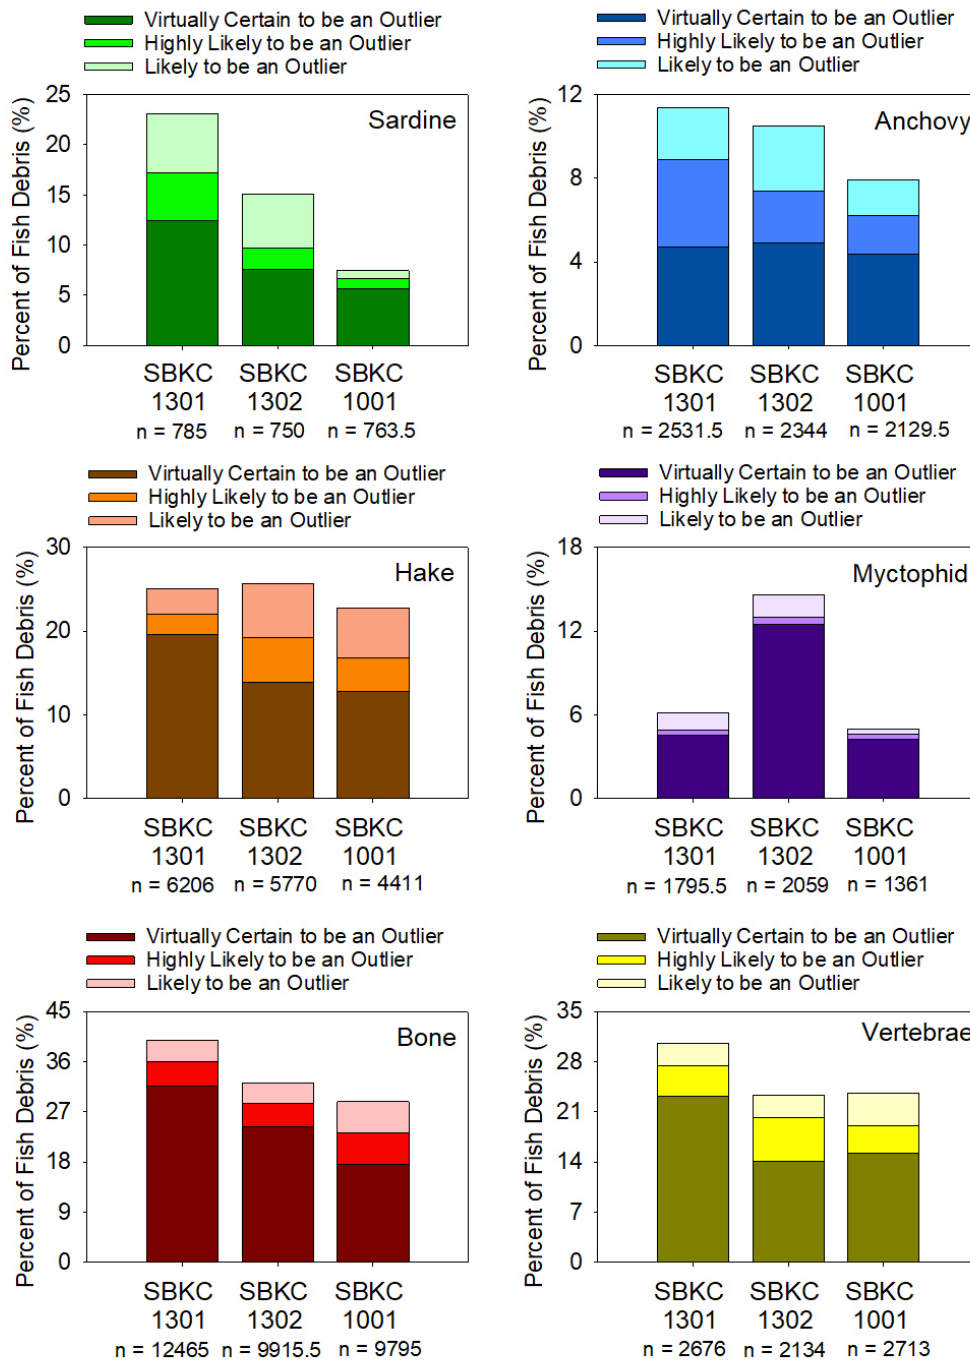 Virtually Certain to be an Outlier
Highly Likely to be an Outlier
Likely to be an Outlier
Percent of Fish Debris (%)
25
20
15
10
5
0
Sardine
SBKC SBKC SBKC
1301 1302 1001
n = 785 n = 750 n = 763.5
Virtually Certain to be an Outlier
Highly Likely to be an Outlier
Likely to be an Outlier
Percent of Fish Debris (%)
12
8
4
0
Anchovy
SBKC SBKC SBKC
1301 1302 1001
n = 2531.5 n = 2344 n = 2129.5
Virtually Certain to be an Outlier
Highly Likely to be an Outlier
Likely to be an Outlier
Percent of Fish Debris (%)
30
20
10
0
Hake
SBKC SBKC SBKC
1301 1302 1001
n = 6206 n = 5770 n = 4411
Virtually Certain to be an Outlier
Highly Likely to be an Outlier
Likely to be an Outlier
Percent of Fish Debris (%)
18
12
6
0
Myctophid
SBKC SBKC SBKC
1301 1302 1001
n = 1795.5 n = 2059 n = 1361
Virtually Certain to be an Outlier
Highly Likely to be an Outlier
Likely to be an Outlier
Percent of Fish Debris (%)
45
36
27
18
9
0
Bone
SBKC SBKC SBKC
1301 1302 1001
n = 12465 n = 9915.5 n = 9795
Virtually Certain to be an Outlier
Highly Likely to be an Outlier
Likely to be an Outlier
Percent of Fish Debris (%)
35
28
21
14
7
0
Vertebrae
SBKC SBKC SBKC
1301 1302 1001
n = 2676 n = 2134 n = 2713